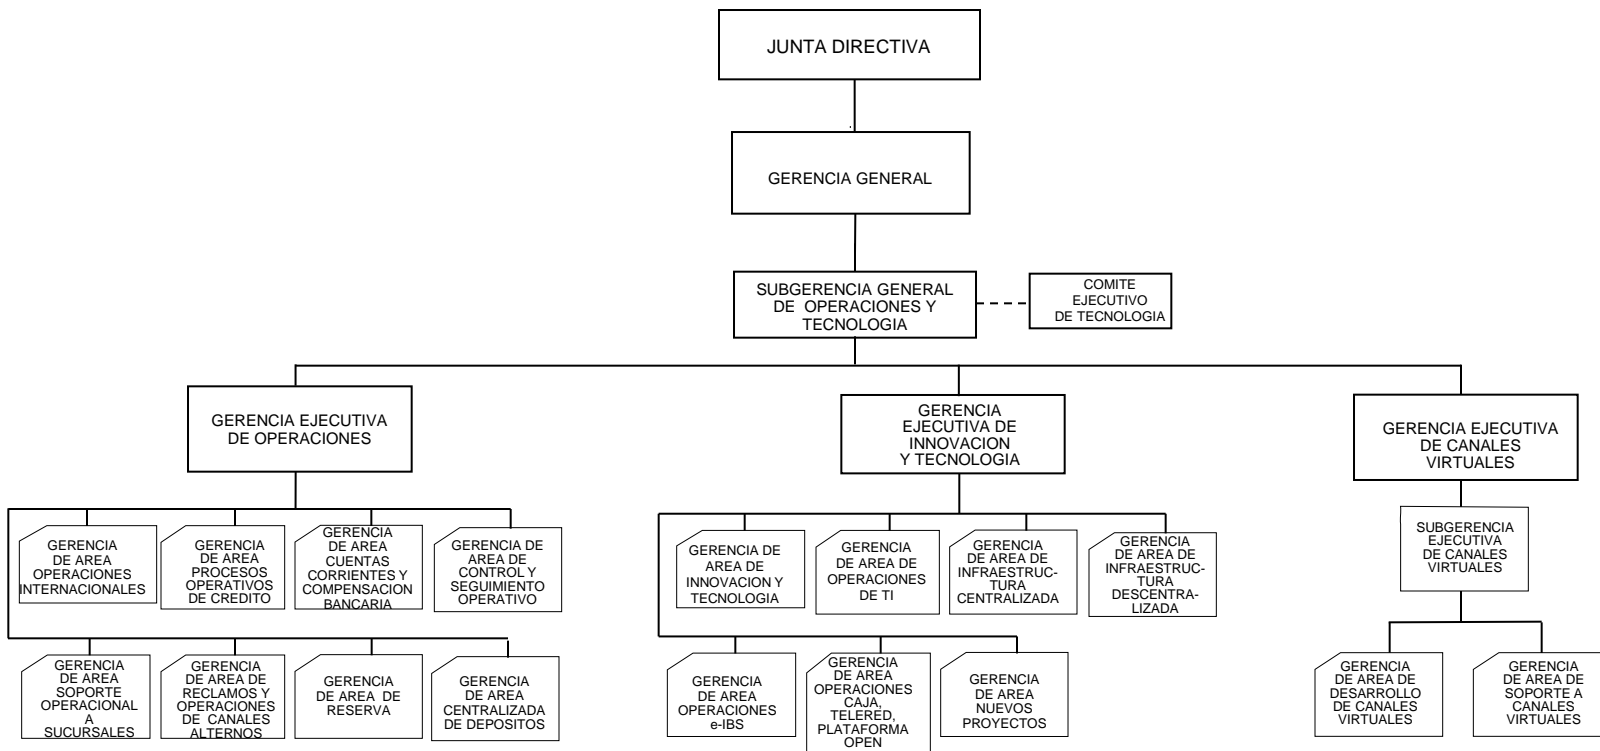 JUNTA DIRECTIVA
GERENCIA GENERAL
SUBGERENCIA GENERAL
DE OPERACIONES Y
TECNOLOGIA
COMITE
EJECUTIVO
DE TECNOLOGIA
GERENCIA EJECUTIVA
DE OPERACIONES
GERENCIA
EJECUTIVA DE
INNOVACION
Y TECNOLOGIA
GERENCIA EJECUTIVA
DE CANALES
VIRTUALES
GERENCIA
DE AREA
OPERACIONES
INTERNACIONALES
GERENCIA
DE AREA
PROCESOS
OPERATIVOS
DE CREDITO
GERENCIA
DE AREA
CUENTAS
CORRIENTES Y
COMPENSACION
BANCARIA
GERENCIA DE
AREA DE
CONTROL Y
SEGUIMIENTO
OPERATIVO
GERENCIA DE
AREA DE
INNOVACION Y
TECNOLOGIA
GERENCIA
DE AREA DE
OPERACIONES
DE TI
GERENCIA
DE AREA DE
INFRAESTRUC-
TURA
CENTRALIZADA
GERENCIA
DE AREA DE
INFRAESTRUC-
TURA
DESCENTRA-
LIZADA
SUBGERENCIA
EJECUTIVA
DE CANALES
VIRTUALES
GERENCIA
DE AREA
SOPORTE
OPERACIONAL
A
SUCURSALES
GERENCIA
DE AREA DE
RECLAMOS Y
OPERACIONES
DE CANALES
ALTERNOS
GERENCIA
DE AREA DE
RESERVA
GERENCIA
DE AREA
CENTRALIZADA
DE DEPOSITOS
GERENCIA
DE AREA
OPERACIONES
e-IBS
GERENCIA
DE AREA
OPERACIONES
CAJA,
TELERED,
PLATAFORMA
OPEN
GERENCIA
DE AREA
NUEVOS
PROYECTOS
GERENCIA
DE AREA DE
DESARROLLO
DE CANALES
VIRTUALES
GERENCIA
DE AREA DE
SOPORTE A
CANALES
VIRTUALES